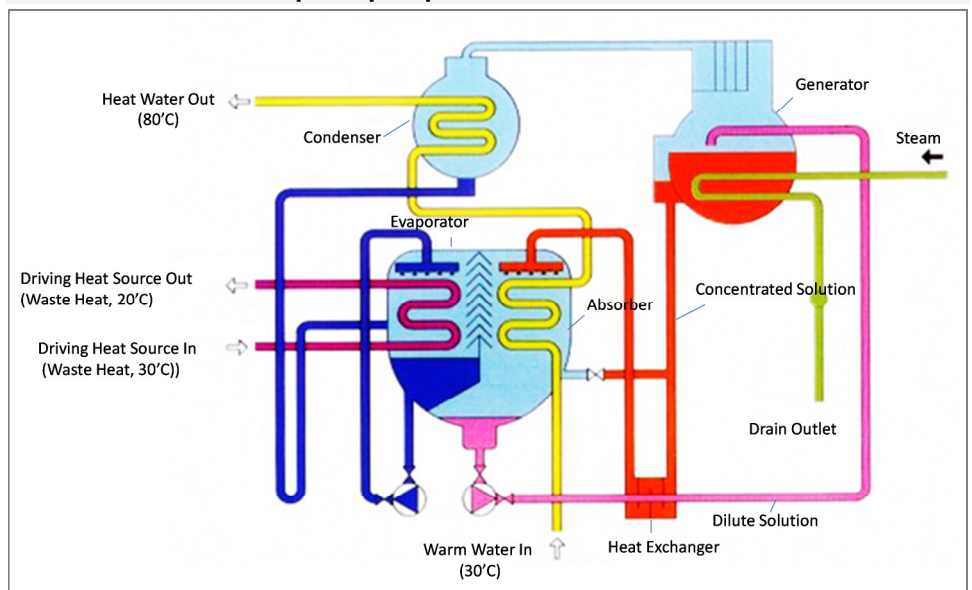 Generator
Heat Water Out
(80'C)
Condenser
Steam
Evaporator
Driving Heat Source Out
(Waste Heat, 20'C)
Concentrated Solution
Absorber
Driving Heat Source In
(Waste Heat, 30'C))
Drain Outlet
Dilute Solution
Warm Water In
(30'C)
Heat Exchanger